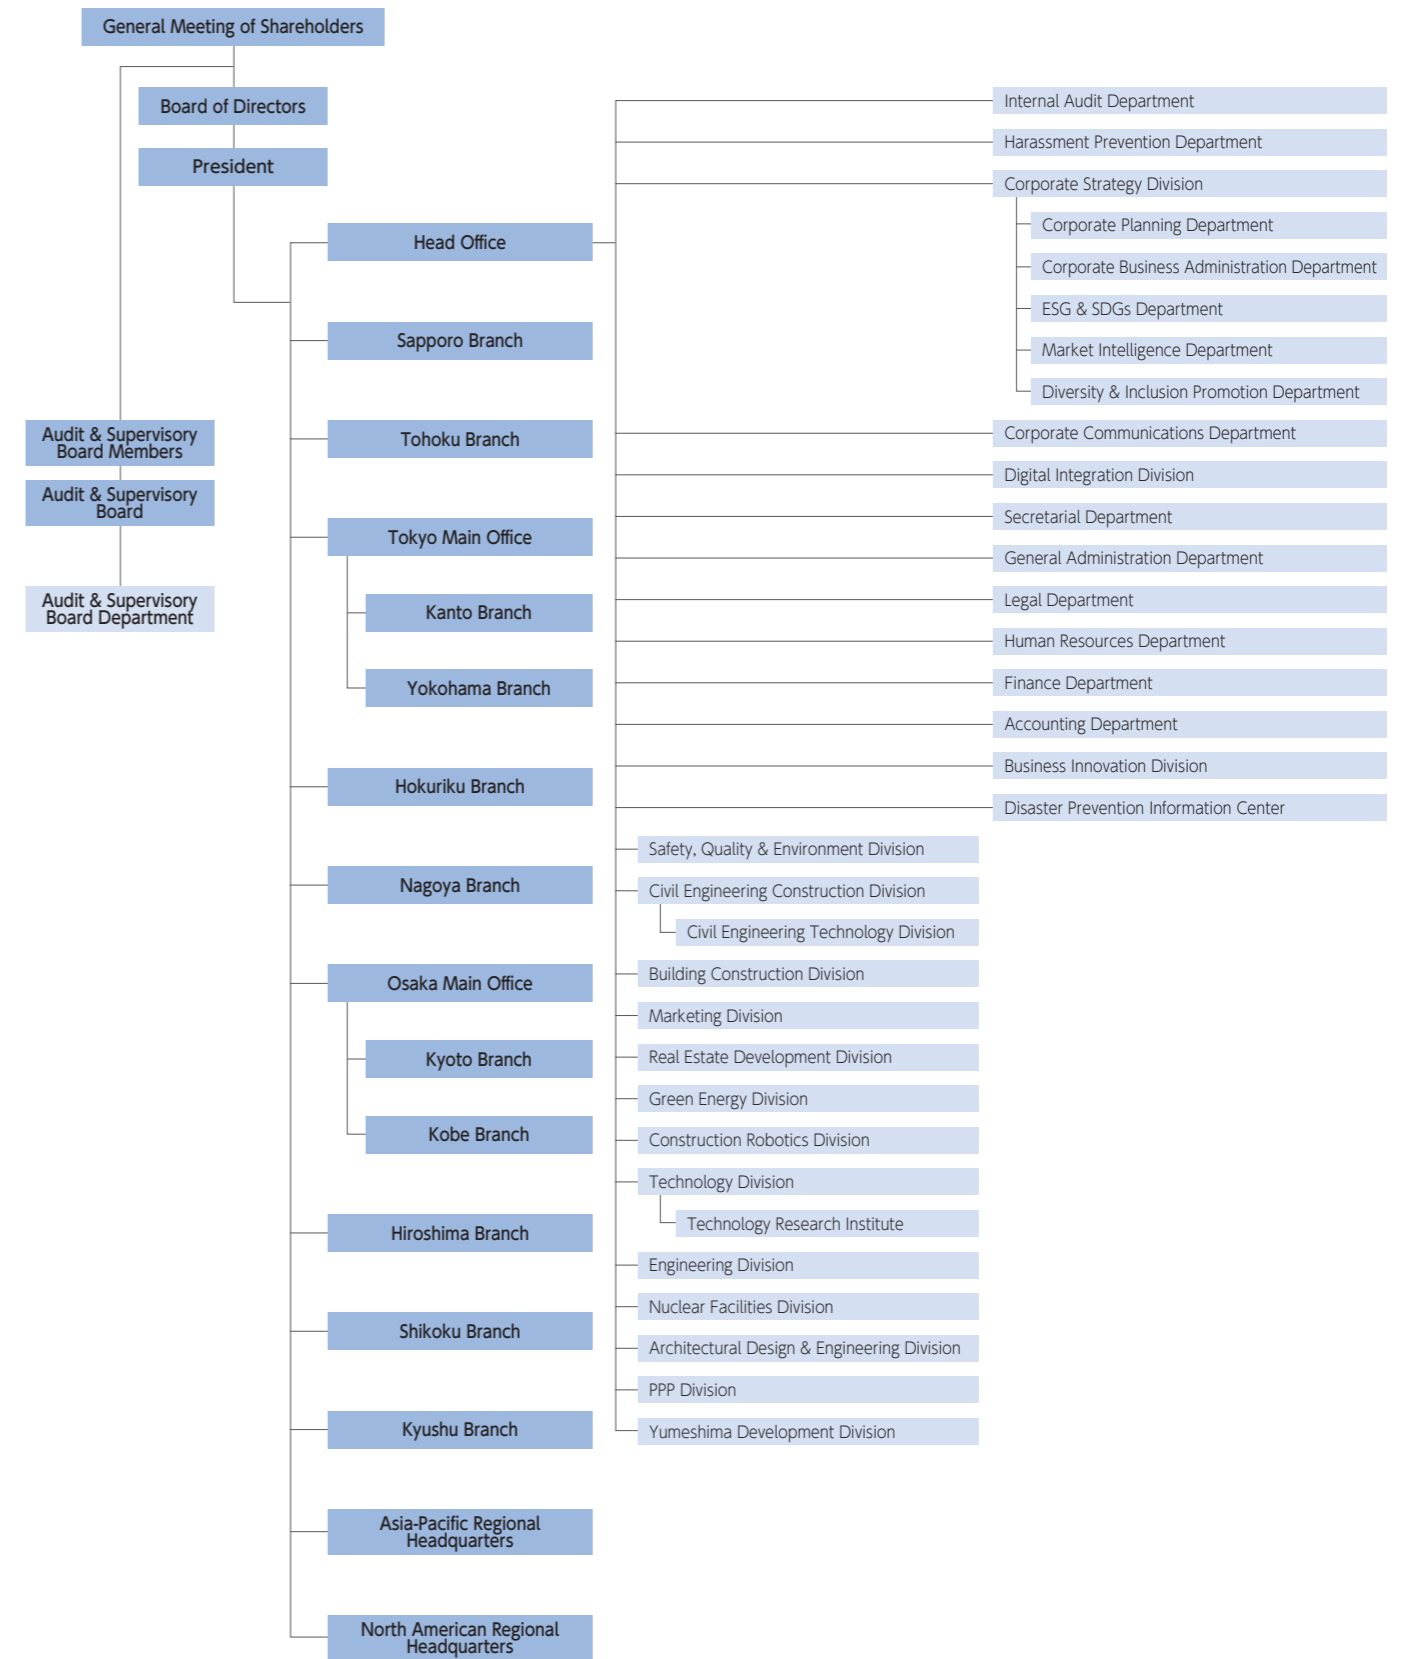 General Meeting of Shareholders
Board of Directors
President
Audit & Supervisory
Board Members
Audit & Supervisory
Board
Audit & Supervisory
Board Department
Head Office
Sapporo Branch
Tohoku Branch
Tokyo Main Office
Kanto Branch
Yokohama Branch
Hokuriku Branch
Nagoya Branch
Osaka Main Office
Kyoto Branch
Kobe Branch
Hiroshima Branch
Shikoku Branch
Kyushu Branch
Asia-Pacific Regional
Headquarters
North American Regional
Headquarters
Internal Audit Department
Harassment Prevention Department
Corporate Strategy Division
Corporate Planning Department
Corporate Business Administration Department
ESG & SDGs Department
Market Intelligence Department
Diversity & Inclusion Promotion Department
Corporate Communications Department
Digital Integration Division
Secretarial Department
General Administration Department
Legal Department
Human Resources Department
Finance Department
Accounting Department
Business Innovation Division
Disaster Prevention Information Center
Safety, Quality & Environment Division
Civil Engineering Construction Division
Civil Engineering Technology Division
Building Construction Division
Marketing Division
Real Estate Development Division
Green Energy Division
Construction Robotics Division
Technology Division
Technology Research Institute
Engineering Division
Nuclear Facilities Division
Architectural Design & Engineering Division
PPP Division
Yumeshima Development Division